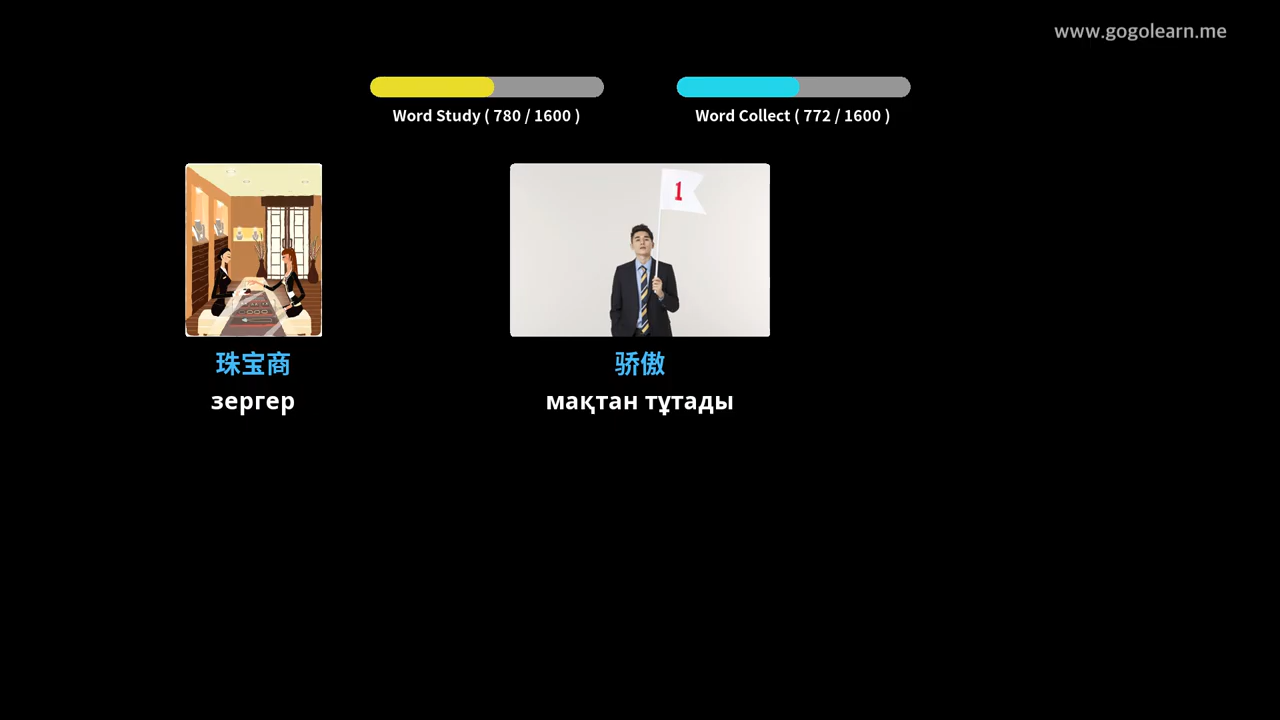 www.gogolearn.me
Word Study ( 780 / 1600 )
Word Collect ( 772 / 1600 )
1
珠宝商
зергер
骄傲
мақтан тұтады